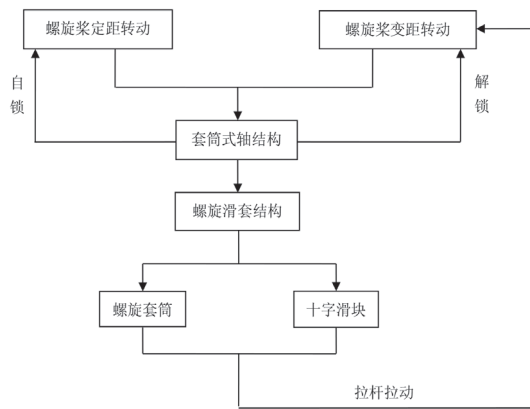 螺旋桨定距转动
螺旋桨变距转动
自
锁
解
锁
套筒式轴结构
螺旋滑套结构
螺旋套筒
十字滑块
拉杆拉动